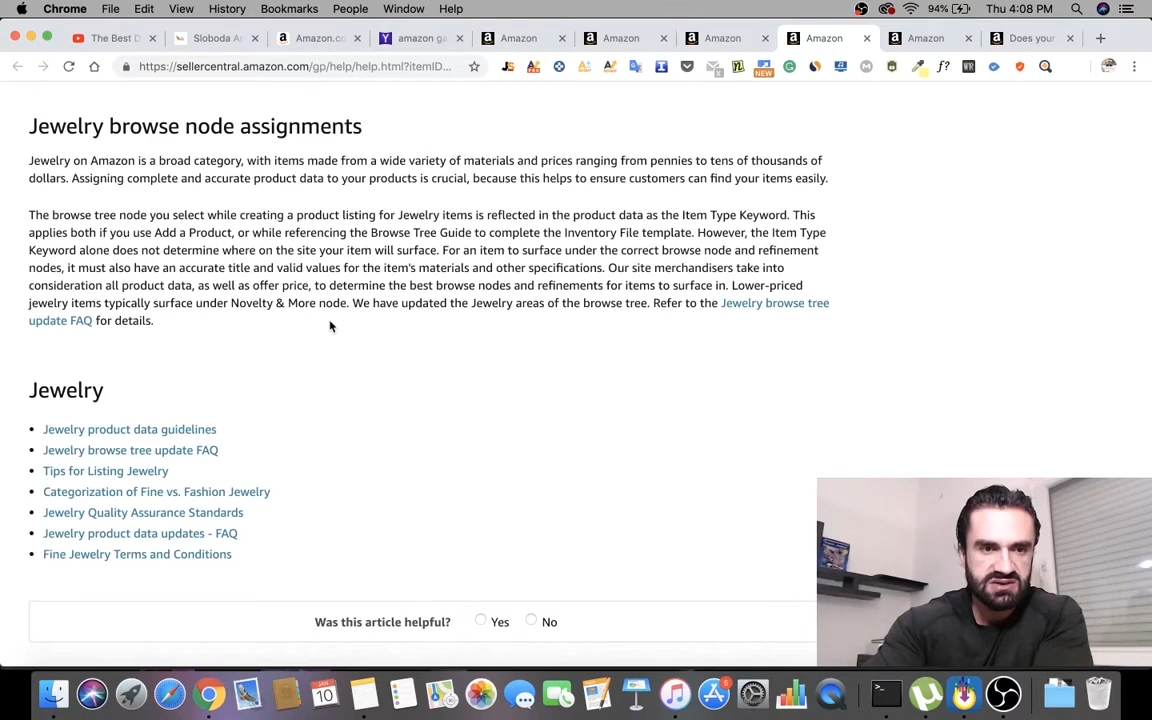 Chrome File Edit View History Bookmarks People Window Help 94% Thu 4:08 PM
The Best D Sloboda Ar Amazon.co amazon ga Amazon Amazon Amazon Amazon Amazon Does your
https://sellercentral.amazon.com/gp/help/help.html?itemID...
NEW
Jewelry browse node assignments
Jewelry on Amazon is a broad category, with items made from a wide variety of materials and prices ranging from pennies to tens of thousands of
dollars. Assigning complete and accurate product data to your products is crucial, because this helps to ensure customers can find your items easily.
The browse tree node you select while creating a product listing for Jewelry items is reflected in the product data as the Item Type Keyword. This
applies both if you use Add a Product, or while referencing the Browse Tree Guide to complete the Inventory File template. However, the Item Type
Keyword alone does not determine where on the site your item will surface. For an item to surface under the correct browse node and refinement
nodes, it must also have an accurate title and valid values for the item's materials and other specifications. Our site merchandisers take into
consideration all product data, as well as offer price, to determine the best browse nodes and refinements for items to surface in. Lower-priced
jewelry items typically surface under Novelty & More node. We have updated the Jewelry areas of the browse tree. Refer to the Jewelry browse tree
update FAQ for details.
Jewelry
• Jewelry product data guidelines
• Jewelry browse tree update FAQ
• Tips for Listing Jewelry
• Categorization of Fine vs. Fashion Jewelry
• Jewelry Quality Assurance Standards
• Jewelry product data updates - FAQ
• Fine Jewelry Terms and Conditions
Was this article helpful? Yes No